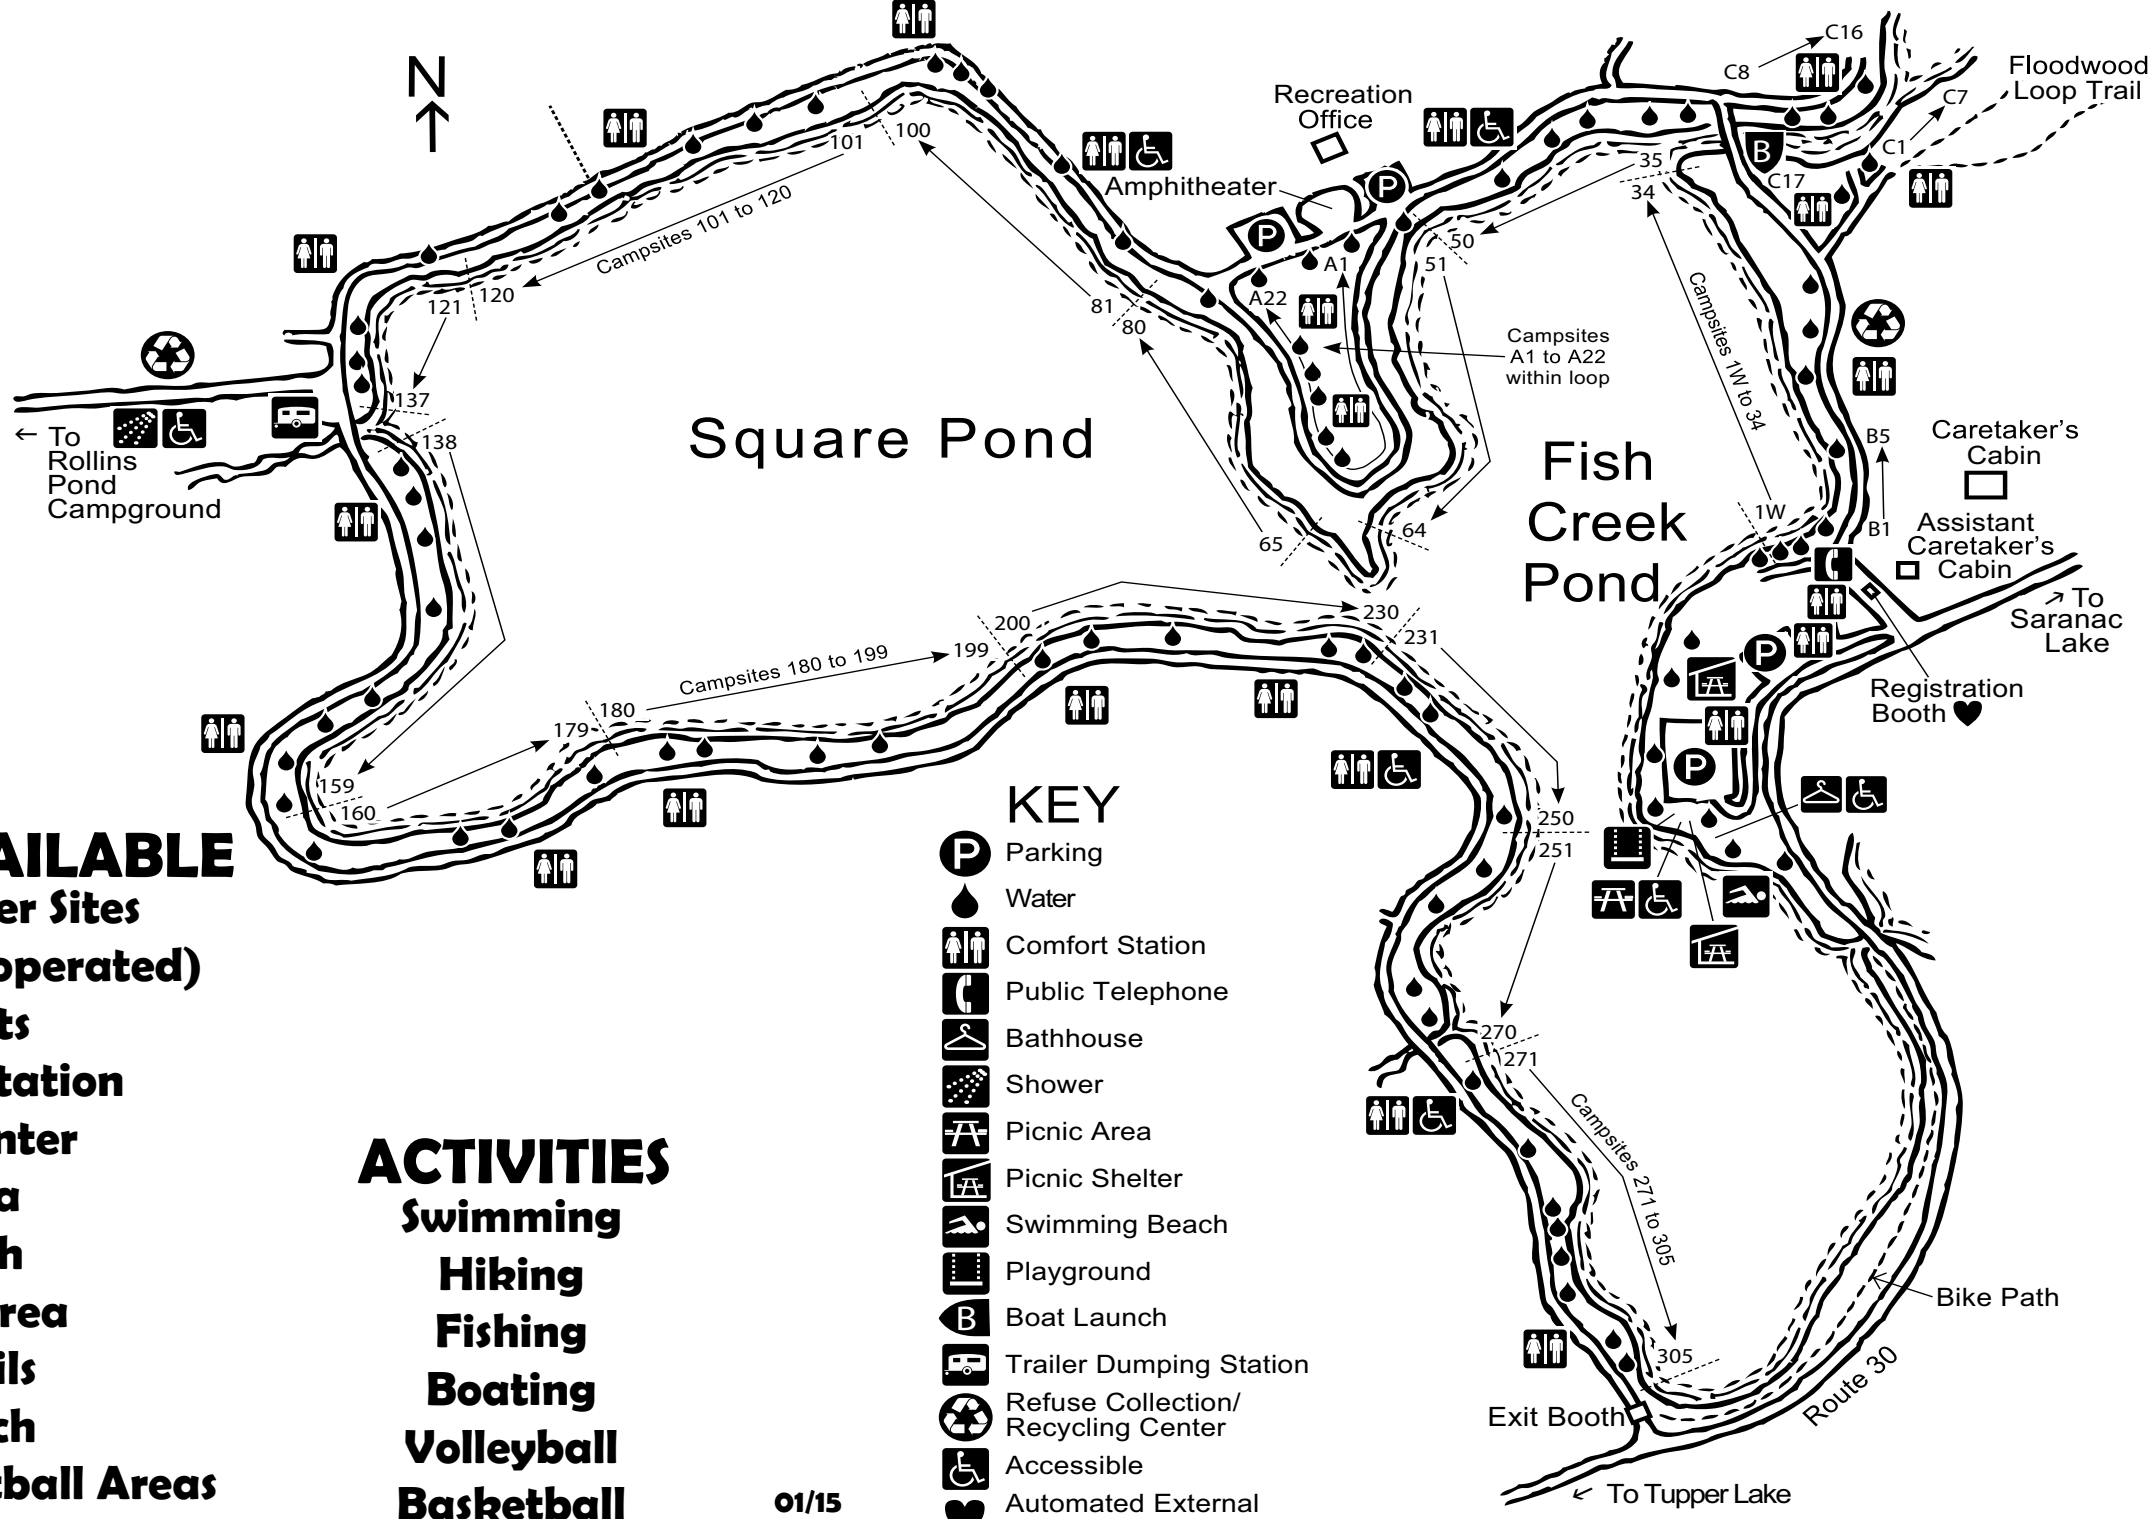 N
Recreation
Office
Amphitheater
C16
C8
Floodwood
Loop Trail
C7
C1
B
C17
35
34
P
P
50
51
A1
A22
100
101
Campsites 101 to 120
120
121
81
80
137
138
← To
Rollins
Pond
Campground
Square Pond
Campsites
A1 to A22
within loop
Campsites 1W to 34
Fish
Creek
Pond
1W
B5
B1
Caretaker's
Cabin
Assistant
Caretaker's
Cabin
65
64
To
Saranac
Lake
Registration
Booth
P
P
200
230
231
199
Campsites 180 to 199
180
179
159
160
250
251
270
271
Campsites 271 to 305
305
Exit Booth
Bike Path
Route 30
To Tupper Lake
KEY
P Parking
Water
Comfort Station
Public Telephone
Bathhouse
Shower
Picnic Area
Picnic Shelter
Swimming Beach
Playground
B Boat Launch
Trailer Dumping Station
Refuse Collection/
Recycling Center
Accessible
Automated External
AILABLE
er Sites
operated)
ts
tation
nter
a
h
rea
ils
ch
tball Areas
ACTIVITIES
Swimming
Hiking
Fishing
Boating
Volleyball
Basketball
01/15